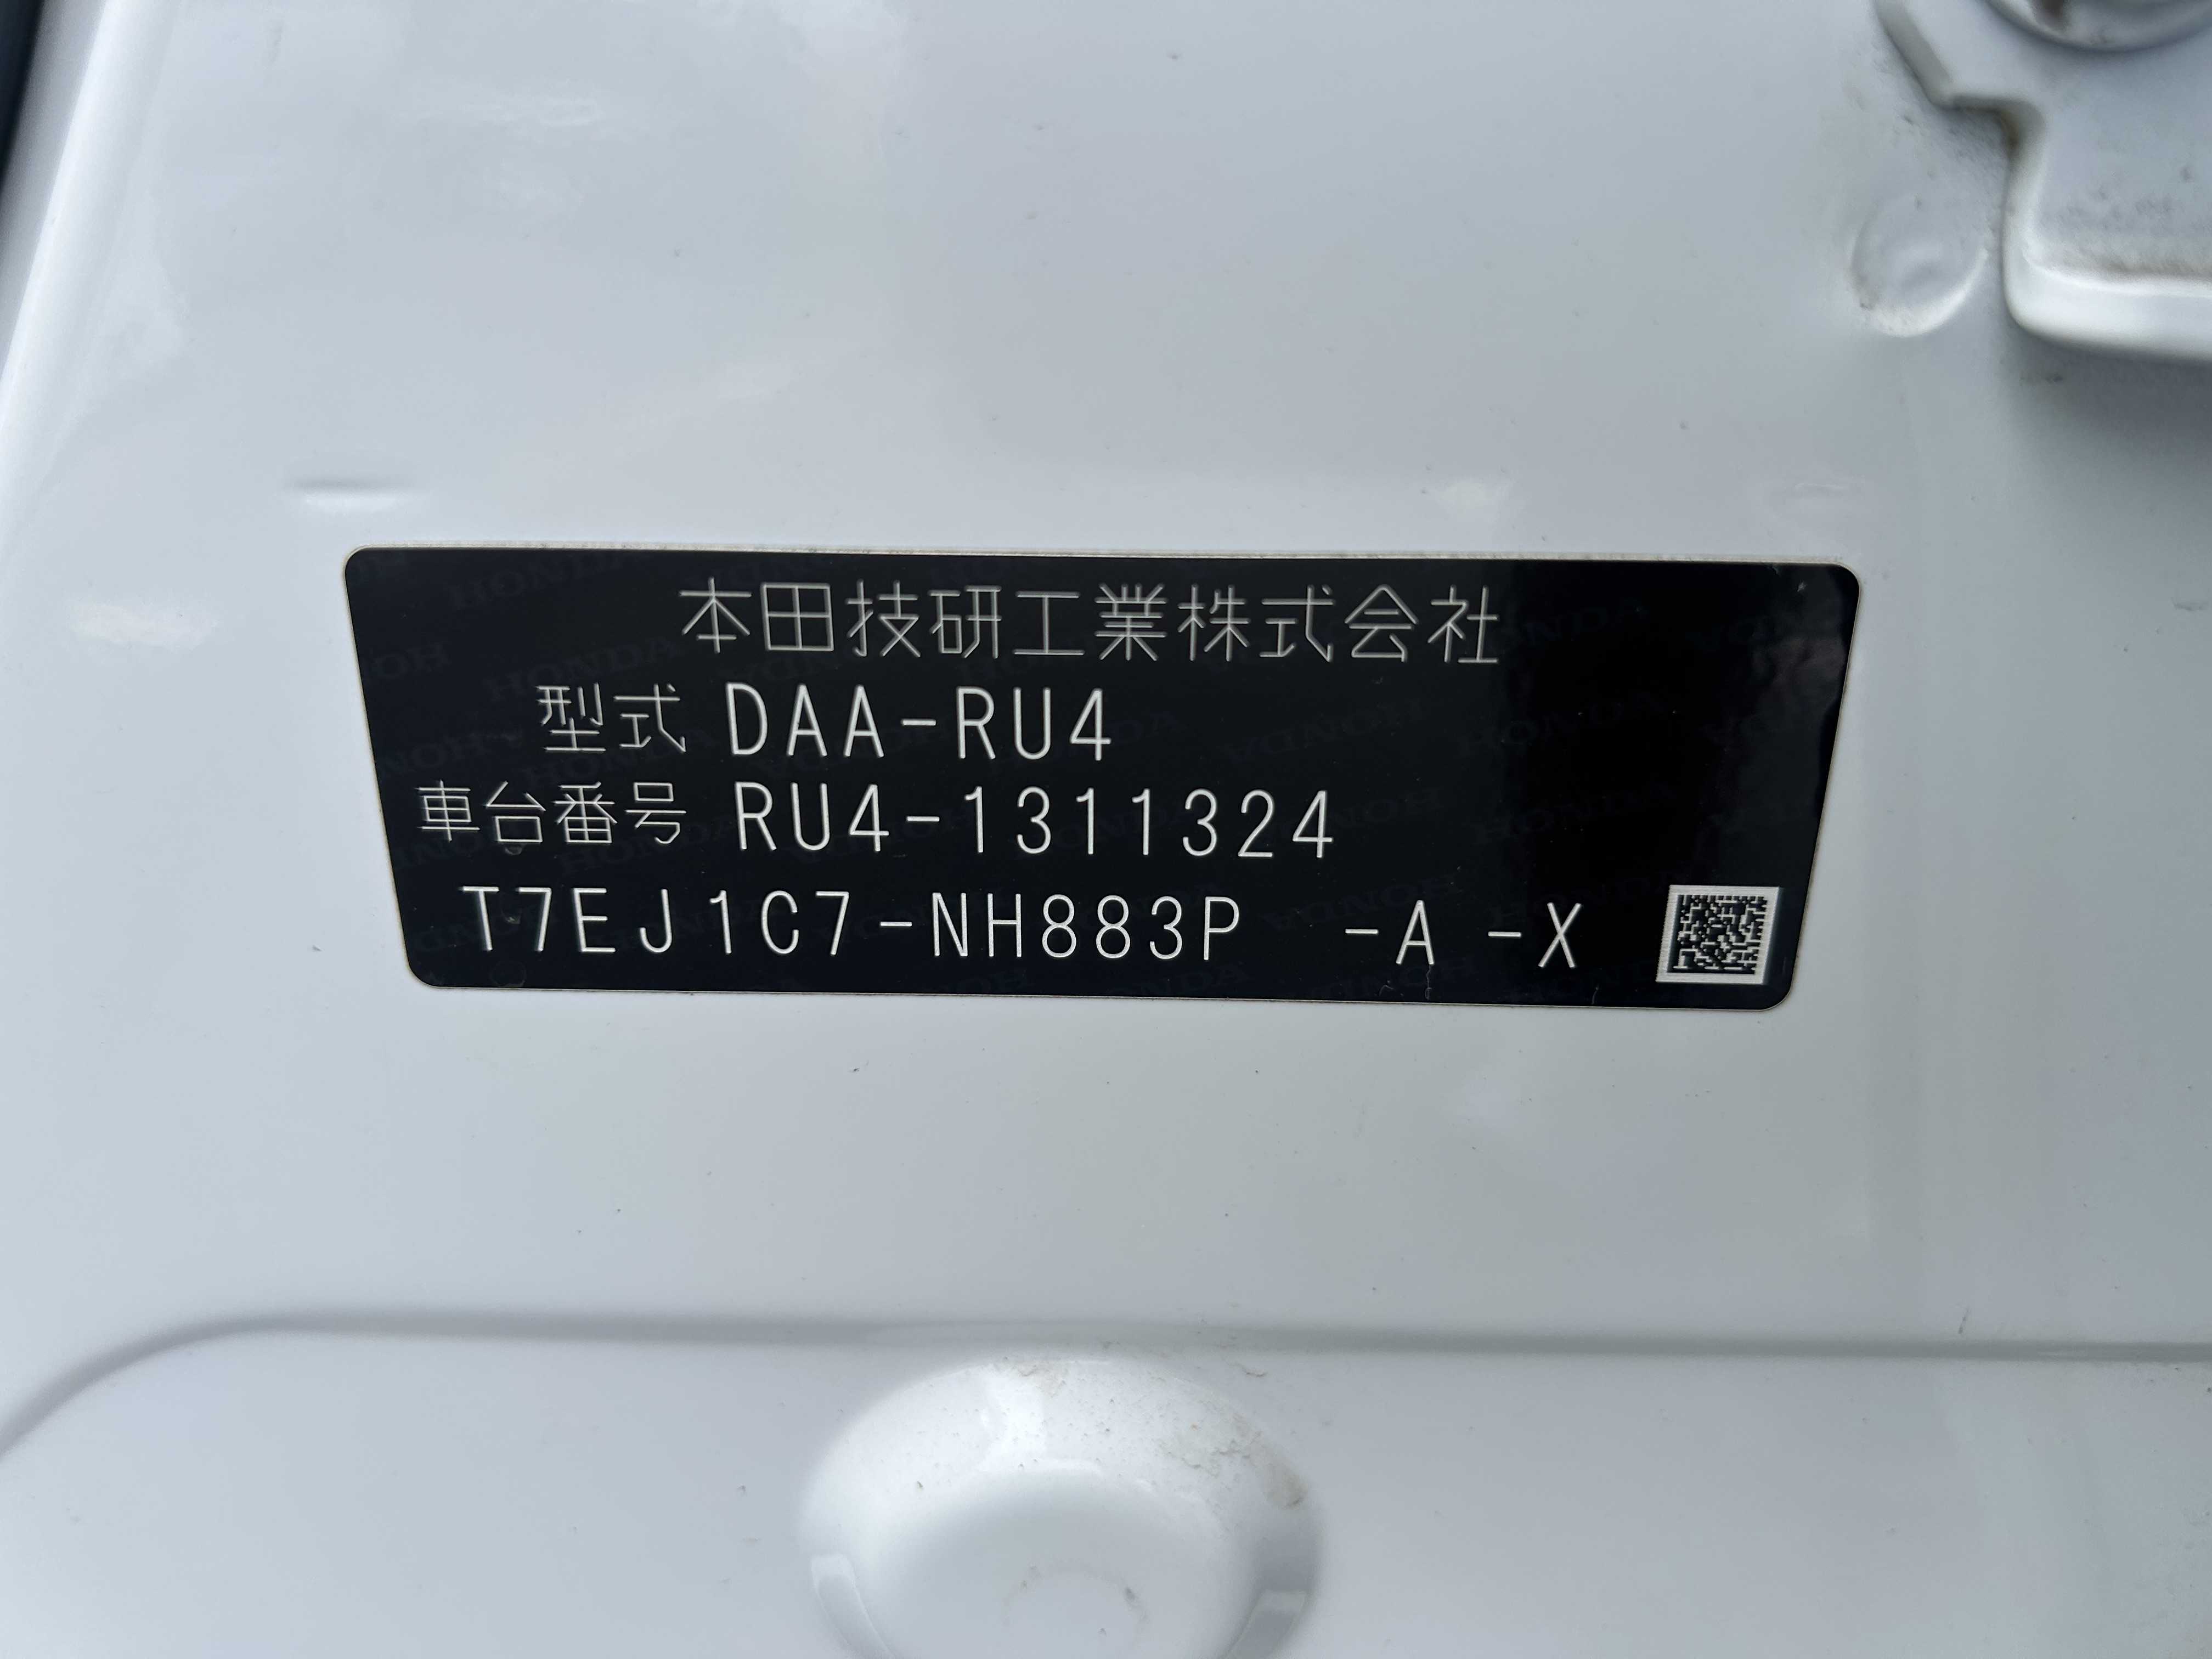 本田技研工業株式会社
型式 DAA-RU4
車台番号 RU4-1311324
T7EJ1C7-NH883P -A -X